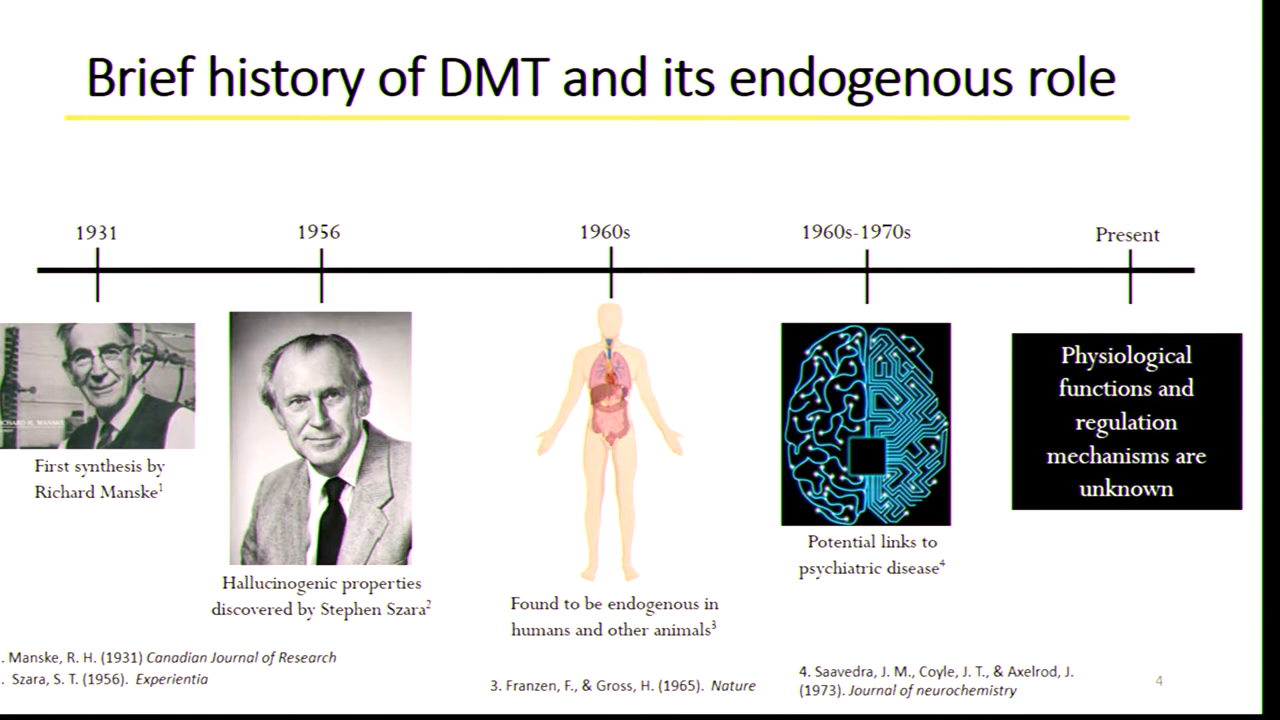 Brief history of DMT and its endogenous role
1931
1956
1960s
1960s-1970s
Present
First synthesis by
Richard Manske¹
Hallucinogenic properties
discovered by Stephen Szara²
Found to be endogenous in
humans and other animals³
Potential links to
psychiatric disease⁴
Physiological
functions and
regulation
mechanisms are
unknown
. Manske, R. H. (1931) Canadian Journal of Research
. Szara, S. T. (1956). Experientia
3. Franzen, F., & Gross, H. (1965). Nature
4. Saavedra, J. M., Coyle, J. T., & Axelrod, J.
(1973). Journal of neurochemistry
4